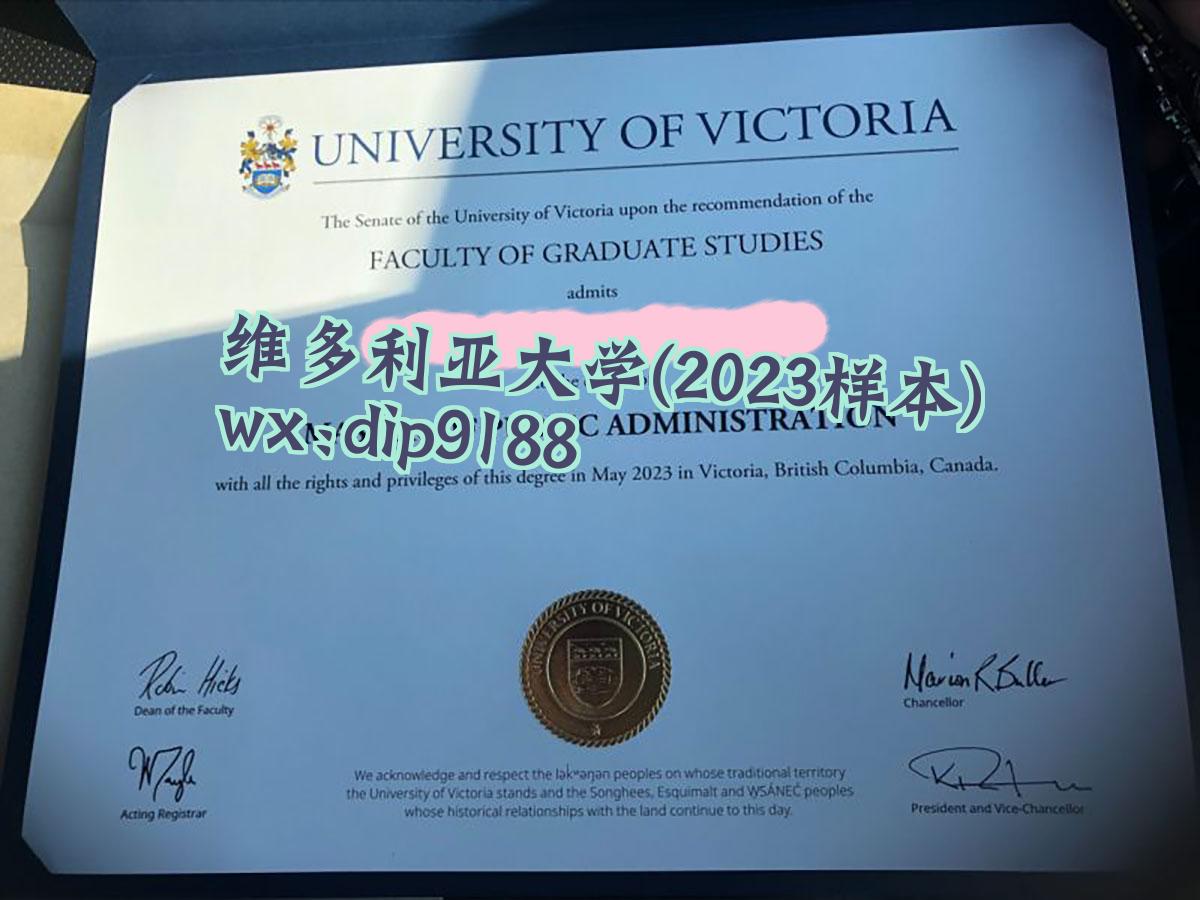 UNIVERSITY OF VICTORIA
The Senate of the University of Victoria upon the recommendation of the
FACULTY OF GRADUATE STUDIES
admits
维多利亚大学(2023样本)
wx:dip9188
ADMINISTRATION
with all the rights and privileges of this degree in May 2023 in Victoria, British Columbia, Canada.
UNIVERSITY OF VICTORIA
Robin Hicks
Dean of the Faculty
Marion R Buller
Chancellor
Acting Registrar
We acknowledge and respect the lək̓ʷəŋən peoples on whose traditional territory
the University of Victoria stands and the Songhees, Esquimalt and W̱SÁNEĆ peoples
whose historical relationships with the land continue to this day.
President and Vice-Chancellor